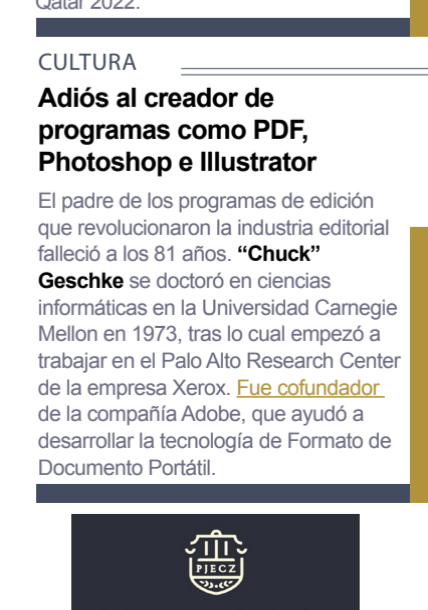 Qatar 2022.
CULTURA
Adiós al creador de
programas como PDF,
Photoshop e Illustrator
El padre de los programas de edición
que revolucionaron la industria editorial
falleció a los 81 años. “Chuck”
Geschke se doctoró en ciencias
informáticas en la Universidad Carnegie
Mellon en 1973, tras lo cual empezó a
trabajar en el Palo Alto Research Center
de la empresa Xerox. Fue cofundador
de la compañía Adobe, que ayudó a
desarrollar la tecnología de Formato de
Documento Portátil.
PJECZ